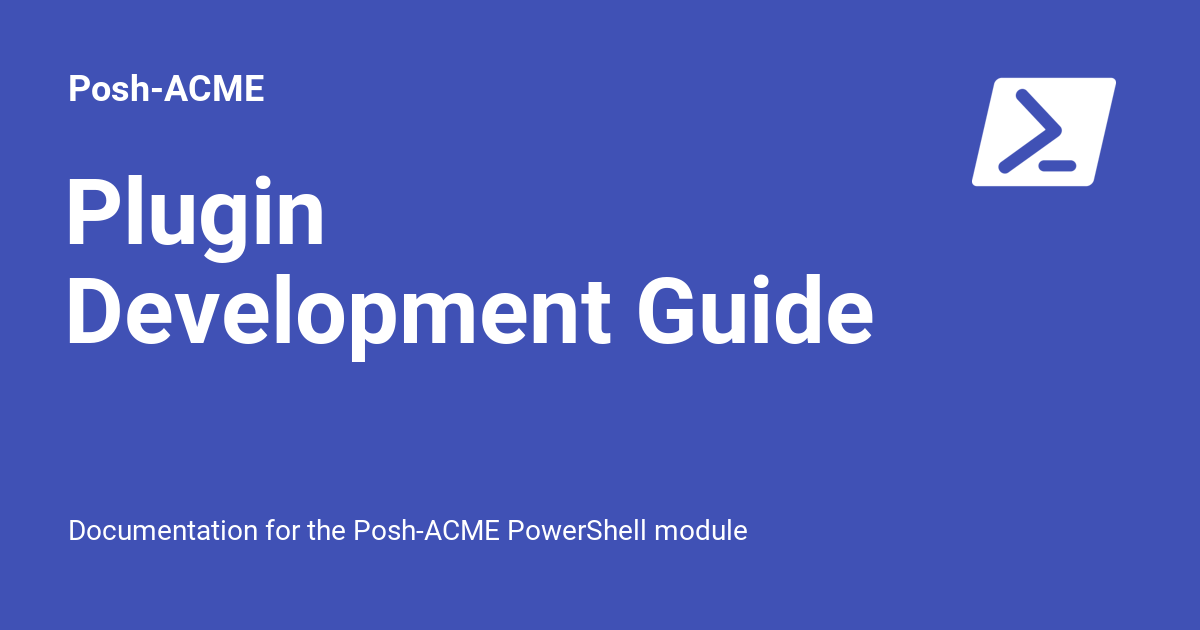 Posh-ACME
Plugin
Development Guide
Documentation for the Posh-ACME PowerShell module